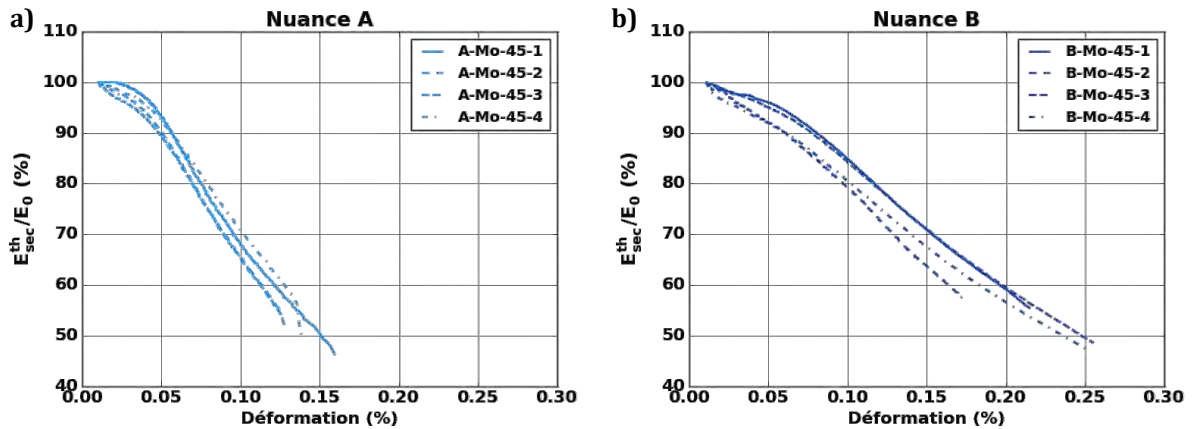 a)
Nuance A
110
100
90
80
70
60
50
40
0.00 0.05 0.10 0.15 0.20 0.25 0.30
Déformation (%)
E^th_sec/E_0 (%)
A-Mo-45-1
A-Mo-45-2
A-Mo-45-3
A-Mo-45-4
b)
Nuance B
110
100
90
80
70
60
50
40
0.00 0.05 0.10 0.15 0.20 0.25 0.30
Déformation (%)
E^th_sec/E_0 (%)
B-Mo-45-1
B-Mo-45-2
B-Mo-45-3
B-Mo-45-4